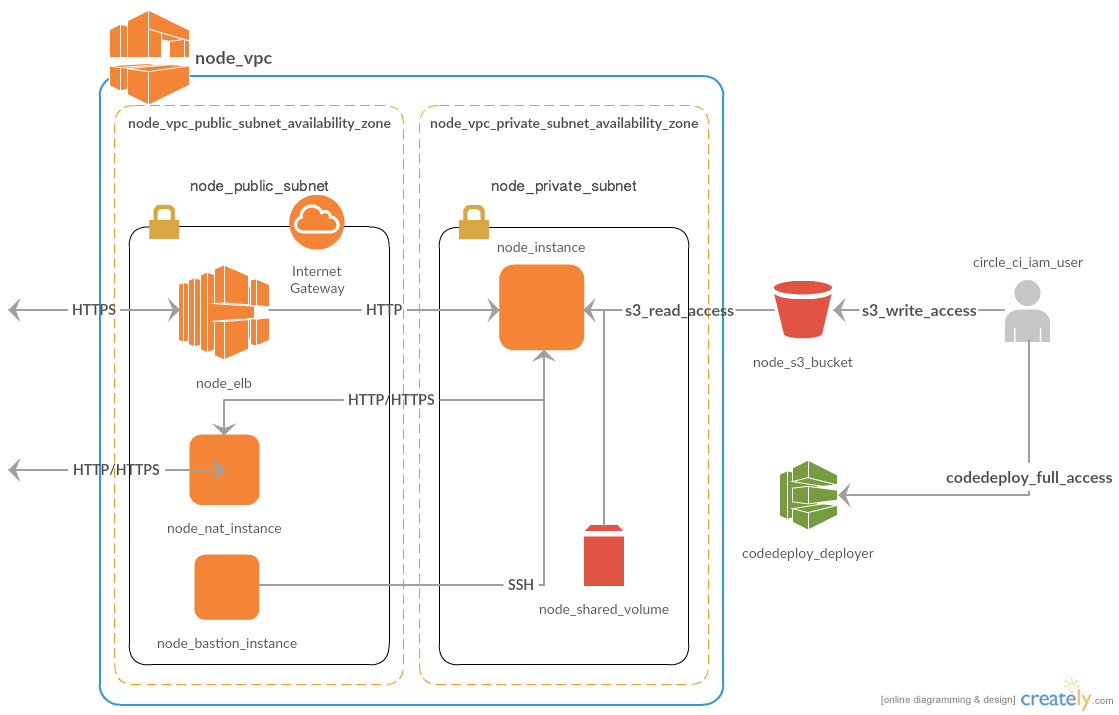 node_vpc
node_vpc_public_subnet_availability_zone
node_vpc_private_subnet_availability_zone
node_public_subnet
node_private_subnet
node_instance
Internet
Gateway
circle_ci_iam_user
HTTPS
HTTP
s3_read_access
s3_write_access
node_s3_bucket
node_elb
HTTP/HTTPS
HTTP/HTTPS
codedeploy_full_access
node_nat_instance
codedeploy_deployer
SSH
node_shared_volume
node_bastion_instance
[online diagramming & design] creately.com